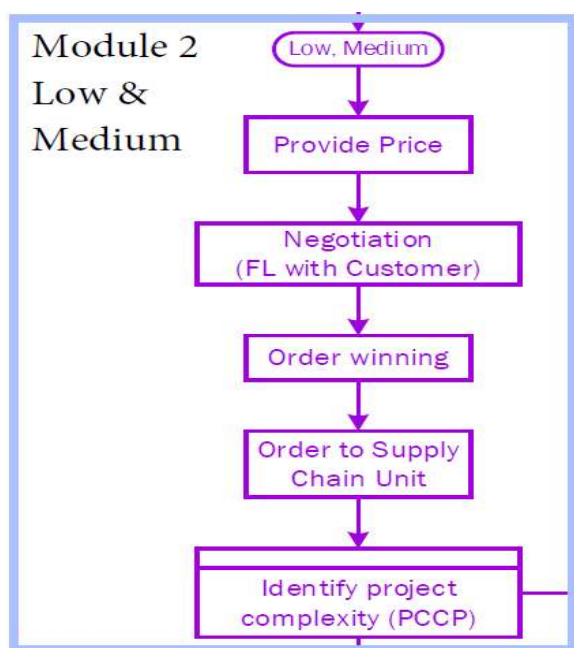 Module 2
Low &
Medium
Low, Medium
Provide Price
Negotiation
(FL with Customer)
Order winning
Order to Supply
Chain Unit
Identify project
complexity (PCCP)